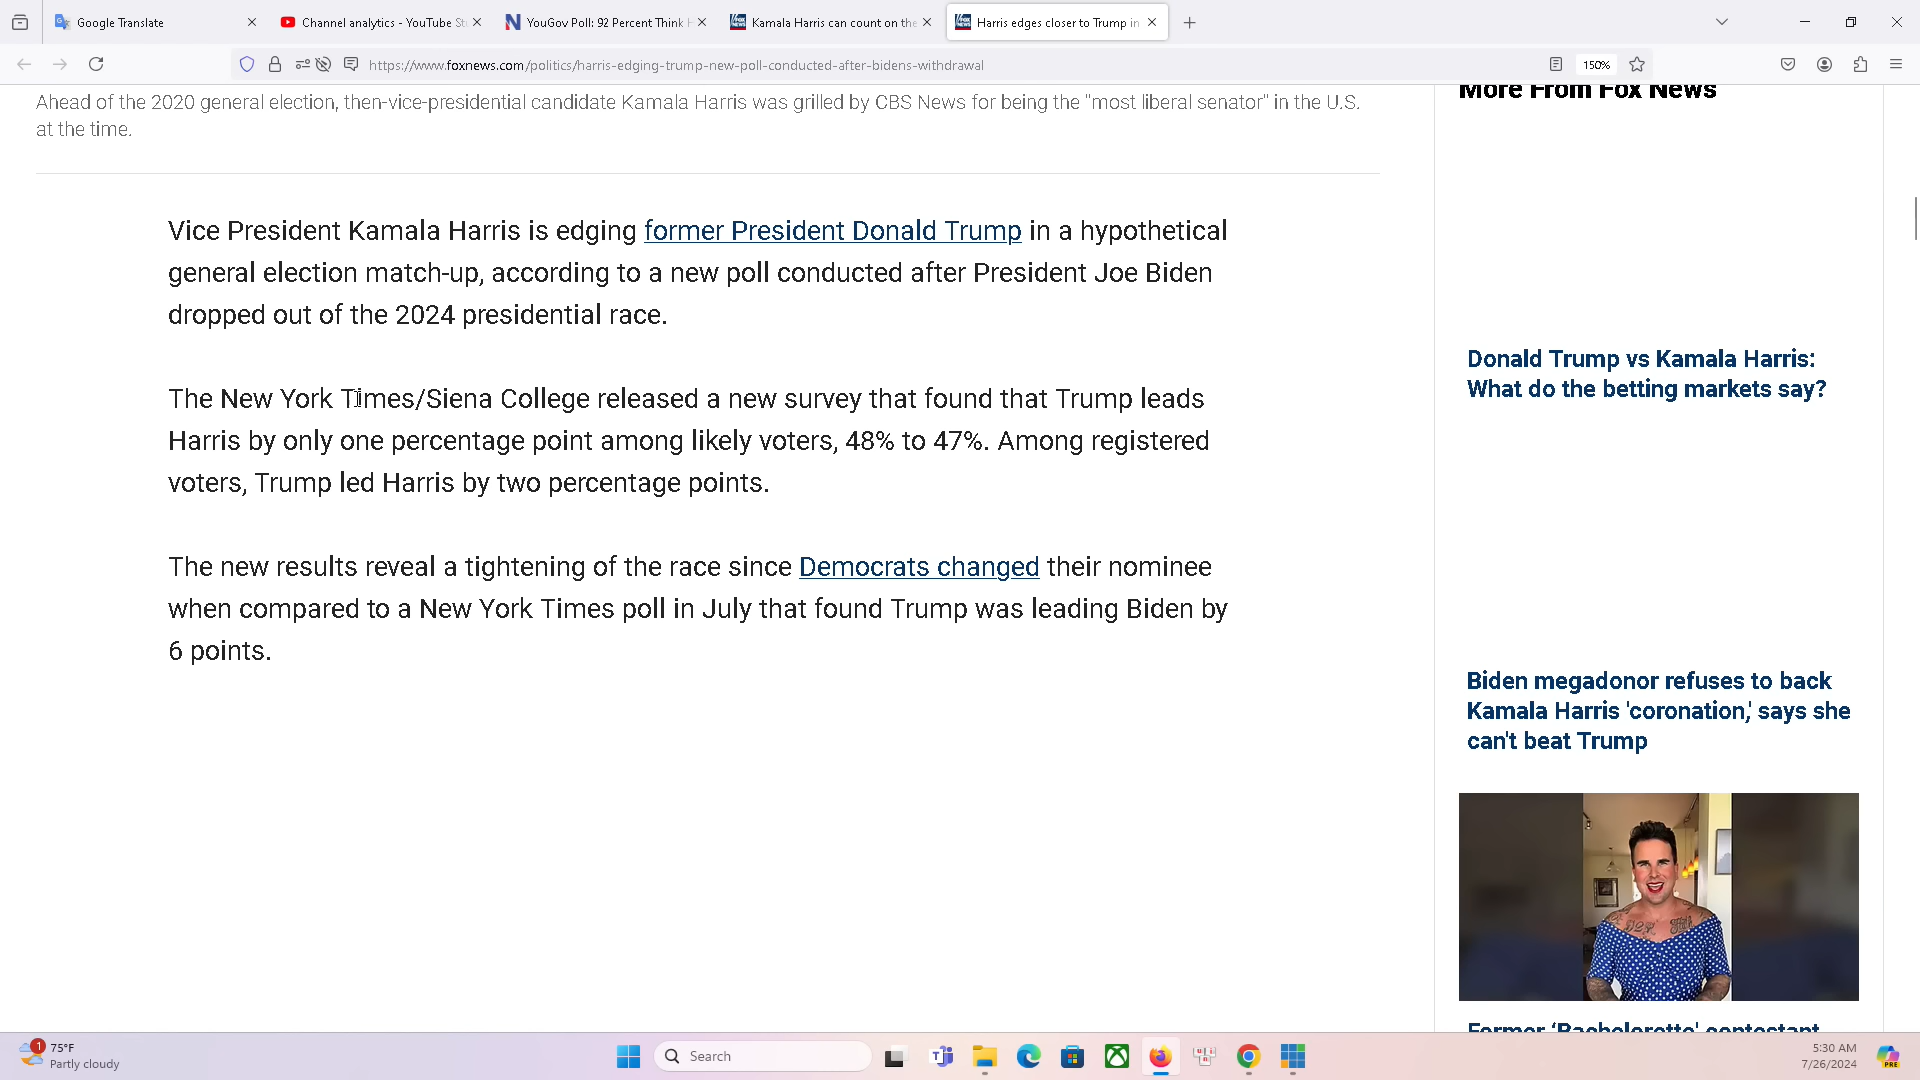 Google Translate
Channel analytics - YouTube St
YouGov Poll: 92 Percent Think H
Kamala Harris can count on the
Harris edges closer to Trump in
https://www.foxnews.com/politics/harris-edging-trump-new-poll-conducted-after-bidens-withdrawal
150%
Ahead of the 2020 general election, then-vice-presidential candidate Kamala Harris was grilled by CBS News for being the "most liberal senator" in the U.S.
at the time.
Vice President Kamala Harris is edging former President Donald Trump in a hypothetical
general election match-up, according to a new poll conducted after President Joe Biden
dropped out of the 2024 presidential race.
The New York Times/Siena College released a new survey that found that Trump leads
Harris by only one percentage point among likely voters, 48% to 47%. Among registered
voters, Trump led Harris by two percentage points.
The new results reveal a tightening of the race since Democrats changed their nominee
when compared to a New York Times poll in July that found Trump was leading Biden by
6 points.
More From Fox News
Donald Trump vs Kamala Harris:
What do the betting markets say?
Biden megadonor refuses to back
Kamala Harris 'coronation,' says she
can't beat Trump
Former 'Bachelorette' contestant
1
75°F
Partly cloudy
Search
5:30 AM
7/26/2024
PRE